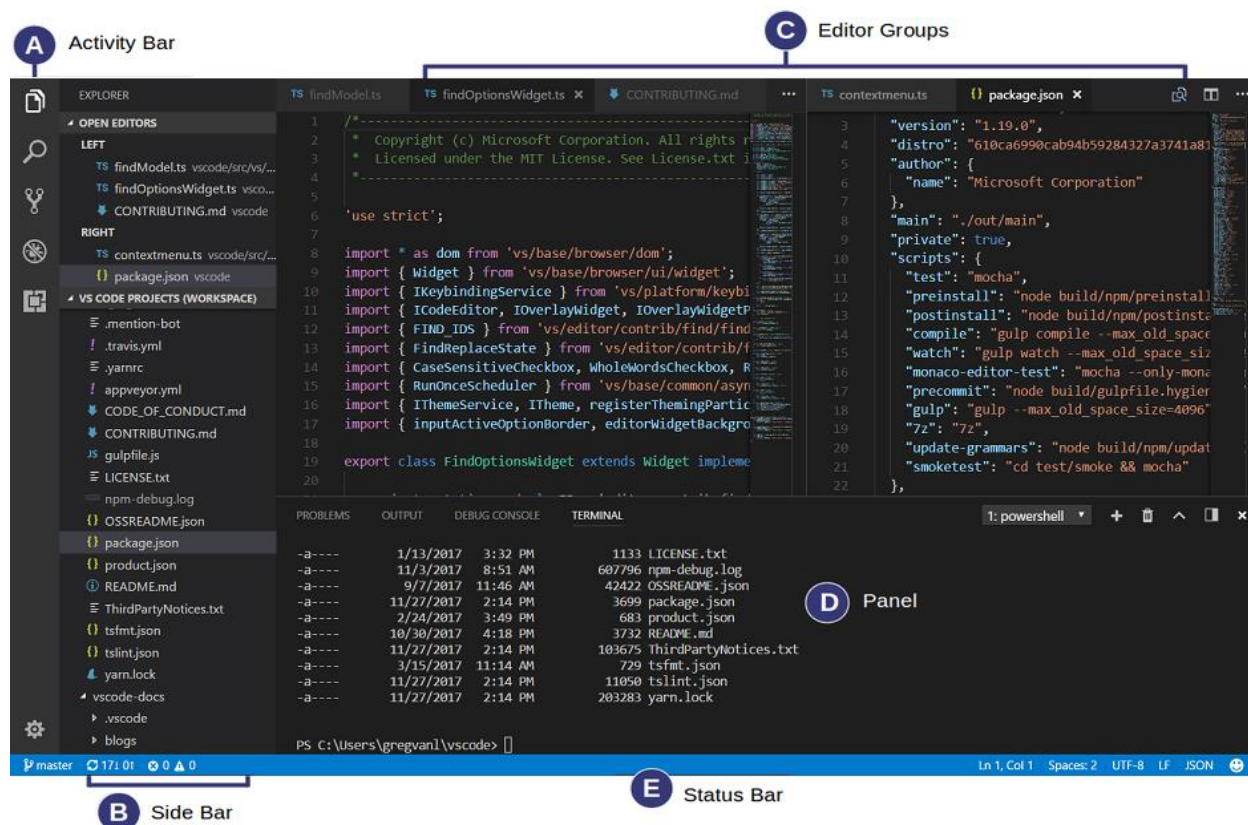 A Activity Bar
C Editor Groups
EXPLORER
OPEN EDITORS
LEFT
TS findModel.ts vscode/src/vs/...
TS findOptionsWidget.ts vsco...
CONTRIBUTING.md vscode
RIGHT
TS contextmenu.ts vscode/src/...
{} package.json vscode
VS CODE PROJECTS (WORKSPACE)
.mention-bot
! .travis.yml
.yarnrc
! appveyor.yml
CODE_OF_CONDUCT.md
CONTRIBUTING.md
JS gulpfile.js
LICENSE.txt
npm-debug.log
{} OSSREADME.json
{} package.json
{} product.json
README.md
ThirdPartyNotices.txt
{} tsfmt.json
{} tslint.json
yarn.lock
vscode-docs
.vscode
blogs
TS findModel.ts TS findOptionsWidget.ts × CONTRIBUTING.md ...
1 /*---------------------------------------------------------
2 * Copyright (c) Microsoft Corporation. All rights r
3 * Licensed under the MIT License. See License.txt i
4 *---------------------------------------------------------
5
6 'use strict';
7
8 import * as dom from 'vs/base/browser/dom';
9 import { Widget } from 'vs/base/browser/ui/widget';
10 import { IKeybindingService } from 'vs/platform/keybi
11 import { ICodeEditor, IOverlayWidget, IOverlayWidgetP
12 import { FIND_IDS } from 'vs/editor/contrib/find/find
13 import { FindReplaceState } from 'vs/editor/contrib/f
14 import { CaseSensitiveCheckbox, WholeWordsCheckbox, R
15 import { RunOnceScheduler } from 'vs/base/common/asyn
16 import { IThemeService, ITheme, registerThemingPartic
17 import { inputActiveOptionBorder, editorWidgetBackgro
18
19 export class FindOptionsWidget extends Widget impleme
20
TS contextmenu.ts {} package.json × ...
3 "version": "1.19.0",
4 "distro": "610ca6990cab94b59284327a3741a81
5 "author": {
6 "name": "Microsoft Corporation"
7 },
8 "main": "./out/main",
9 "private": true,
10 "scripts": {
11 "test": "mocha",
12 "preinstall": "node build/npm/preinstall
13 "postinstall": "node build/npm/postinsta
14 "compile": "gulp compile --max_old_space
15 "watch": "gulp watch --max_old_space_siz
16 "monaco-editor-test": "mocha --only-mona
17 "precommit": "node build/gulpfile.hygien
18 "gulp": "gulp --max_old_space_size=4096"
19 "7z": "7z",
20 "update-grammars": "node build/npm/updat
21 "smoketest": "cd test/smoke && mocha"
22 },
PROBLEMS OUTPUT DEBUG CONSOLE TERMINAL 1: powershell
-a---- 1/13/2017 3:32 PM 1133 LICENSE.txt
-a---- 11/3/2017 8:51 AM 607796 npm-debug.log
-a---- 9/7/2017 11:46 AM 42422 OSSREADME.json
-a---- 11/27/2017 2:14 PM 3699 package.json
-a---- 2/24/2017 3:49 PM 683 product.json
-a---- 10/30/2017 4:18 PM 3732 README.md
-a---- 11/27/2017 2:14 PM 103675 ThirdPartyNotices.txt
-a---- 3/15/2017 11:14 AM 729 tsfmt.json
-a---- 11/27/2017 2:14 PM 11050 tslint.json
-a---- 11/27/2017 2:14 PM 203283 yarn.lock
PS C:\Users\gregvanl\vscode>
D Panel
master 17↓ 0↑ 0 0 Ln 1, Col 1 Spaces: 2 UTF-8 LF JSON
B Side Bar
E Status Bar